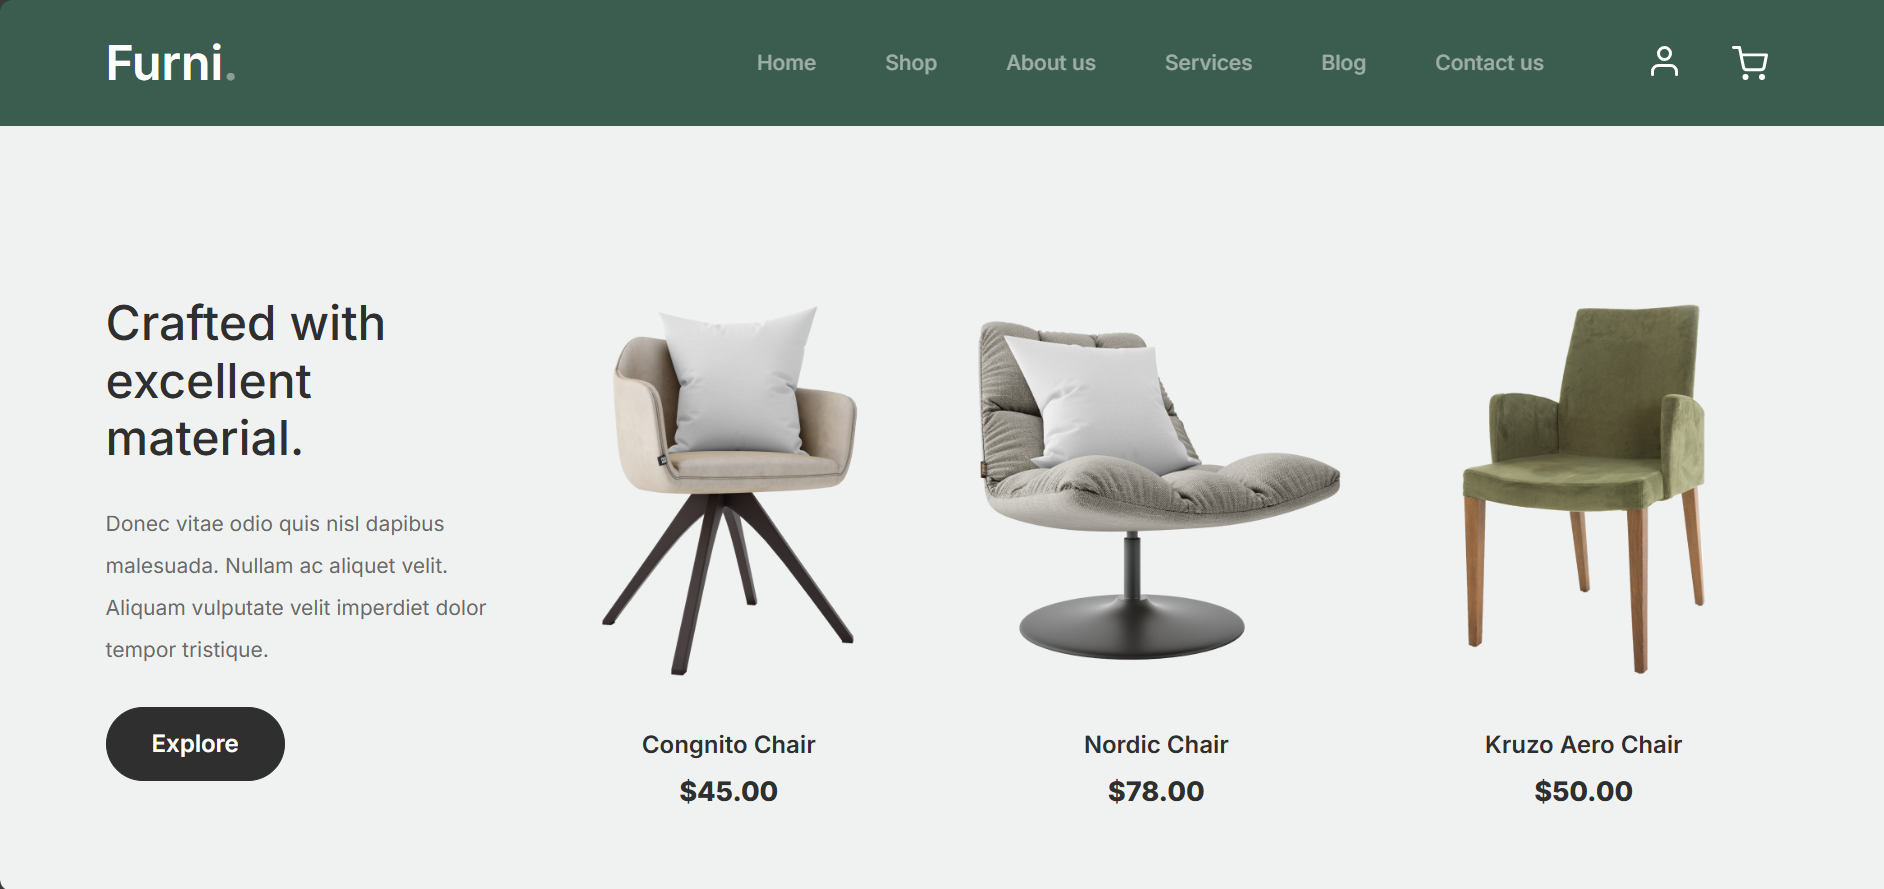 Furni.
Home
Shop
About us
Services
Blog
Contact us
Crafted with
excellent
material.
Donec vitae odio quis nisl dapibus
malesuada. Nullam ac aliquet velit.
Aliquam vulputate velit imperdiet dolor
tempor tristique.
Explore
Congnito Chair
$45.00
Nordic Chair
$78.00
Kruzo Aero Chair
$50.00